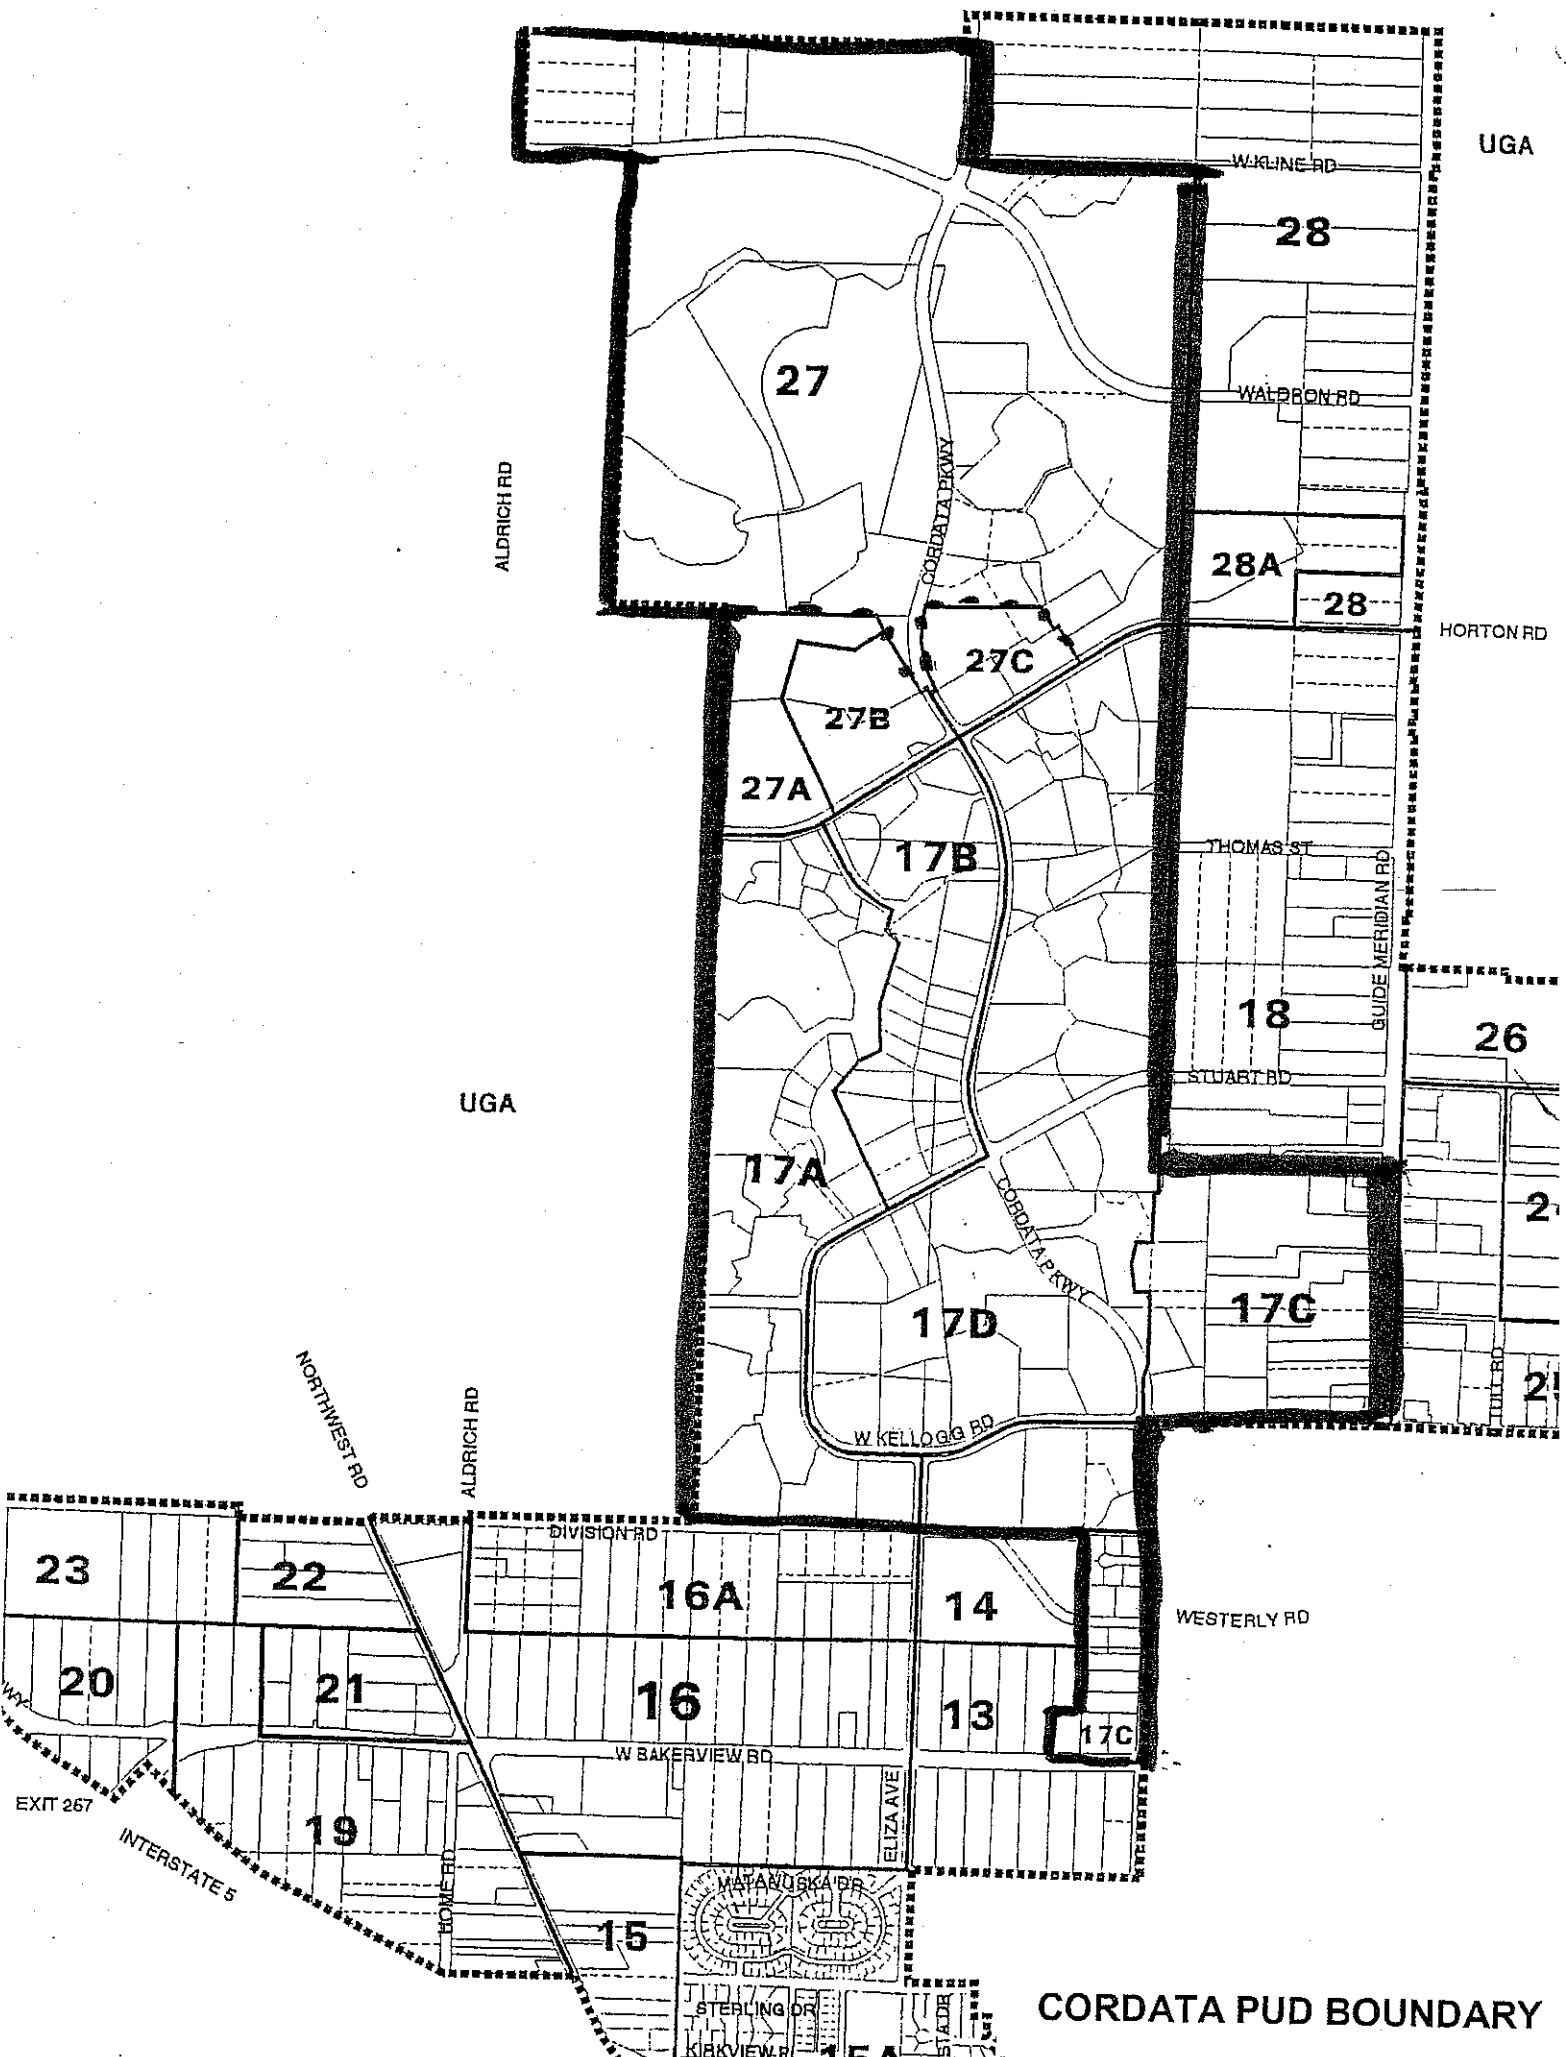 UGA
W KLINE RD
28
27
WALDRON RD
CORDATA PKWY
ALDRICH RD
28A
28
HORTON RD
27C
27B
27A
17B
THOMAS ST
GUIDE MERIDIAN RD
18
26
STUART RD
UGA
17A
CORDATA PKWY
17D
17C
NORTHWEST RD
ALDRICH RD
W KELLOGG RD
DIVISION RD
23
22
16A
14
WESTERLY RD
20
21
16
13
17C
W BAKERVIEW RD
EXIT 257
ELIZA AVE
19
INTERSTATE 5
HOME RD
MATANUSKA DR
15
STERLING DR
CORDATA PUD BOUNDARY